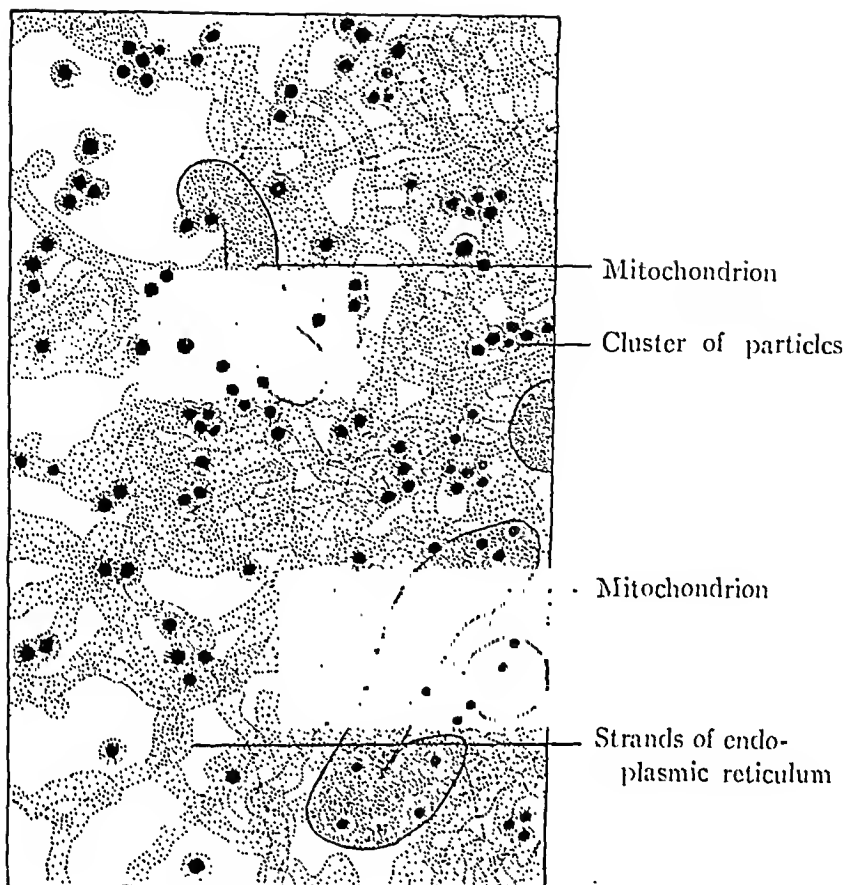 Mitochondrion
Cluster of particles
Mitochondrion
Strands of endo-
plasmic reticulum